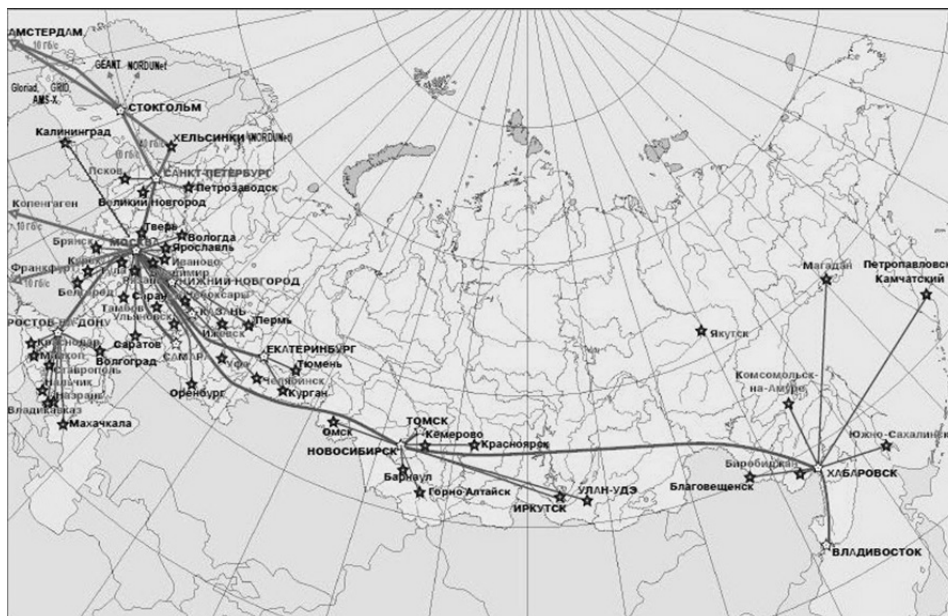 АМСТЕРДАМ
10 Гб/с
GEANT NORDUNet
Gloriad, GRID,
AMS-X
СТОКГОЛЬМ
Калининград
ХЕЛЬСИНКИ (NORDUNet)
Псков
САНКТ-ПЕТЕРБУРГ
Петрозаводск
Великий Новгород
Копенгаген
10 Гб/с
Тверь
Вологда
Брянск
МОСКВА
Ярославль
Иваново
Франкфурт
10 Гб/с
НИЖНИЙ НОВГОРОД
Белгород
Тамбов
Ульяновск
КАЗАНЬ
Ижевск
Пермь
РОСТОВ-НА-ДОНУ
Краснодар
Майкоп
Ставрополь
Нальчик
Назрань
Владикавказ
Махачкала
Волгоград
Саратов
САМАРА
Уфа
Оренбург
ЕКАТЕРИНБУРГ
Тюмень
Челябинск
Курган
Омск
НОВОСИБИРСК
ТОМСК
Кемерово
Красноярск
Барнаул
Горно-Алтайск
ИРКУТСК
УЛАН-УДЭ
Якутск
Магадан
Петропавловск-
Камчатский
Комсомольск-
на-Амуре
Южно-Сахалинск
Биробиджан
Благовещенск
ХАБАРОВСК
ВЛАДИВОСТОК